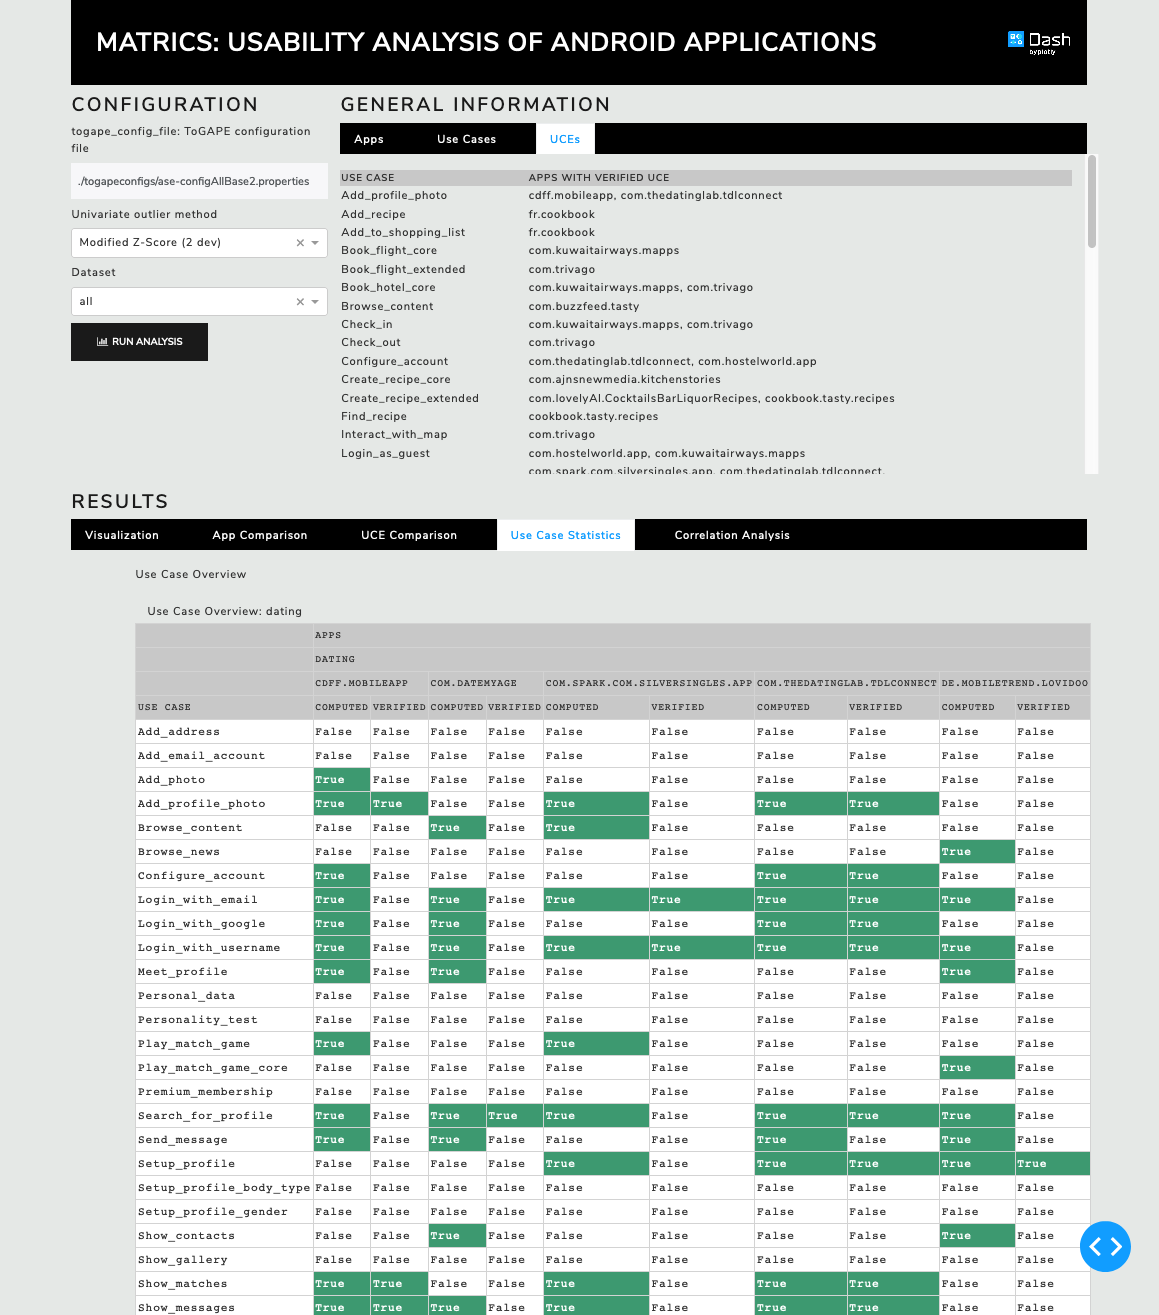 MATRICS: USABILITY ANALYSIS OF ANDROID APPLICATIONS
Dash
by plotly
CONFIGURATION
togape_config_file: ToGAPE configuration
file
./togapeconfigs/ase-configAllBase2.properties
Univariate outlier method
Modified Z-Score (2 dev)
Dataset
all
RUN ANALYSIS
GENERAL INFORMATION
Apps Use Cases UCEs
USE CASE APPS WITH VERIFIED UCE
Add_profile_photo cdff.mobileapp, com.thedatinglab.tdlconnect
Add_recipe fr.cookbook
Add_to_shopping_list fr.cookbook
Book_flight_core com.kuwaitairways.mapps
Book_flight_extended com.trivago
Book_hotel_core com.kuwaitairways.mapps, com.trivago
Browse_content com.buzzfeed.tasty
Check_in com.kuwaitairways.mapps, com.trivago
Check_out com.trivago
Configure_account com.thedatinglab.tdlconnect, com.hostelworld.app
Create_recipe_core com.ajnsnewmedia.kitchenstories
Create_recipe_extended com.lovelyAl.CocktailsBarLiquorRecipes, cookbook.tasty.recipes
Find_recipe cookbook.tasty.recipes
Interact_with_map com.trivago
Login_as_guest com.hostelworld.app, com.kuwaitairways.mapps
com.spark.com.silversingles.app, com.thedatinglab.tdlconnect,
RESULTS
Visualization App Comparison UCE Comparison Use Case Statistics Correlation Analysis
Use Case Overview
Use Case Overview: dating
APPS
DATING
CDFF.MOBILEAPP COM.DATEMYAGE COM.SPARK.COM.SILVERSINGLES.APP COM.THEDATINGLAB.TDLCONNECT DE.MOBILETREND.LOVIDOO
USE CASE COMPUTED VERIFIED COMPUTED VERIFIED COMPUTED VERIFIED COMPUTED VERIFIED COMPUTED VERIFIED
Add_address False False False False False False False False False False
Add_email_account False False False False False False False False False False
Add_photo True False False False False False False False False False
Add_profile_photo True True False False True False True True False False
Browse_content False False True False True False False False False False
Browse_news False False False False False False False False True False
Configure_account True False False False False False True True False False
Login_with_email True False True False True True True True True False
Login_with_google True False True False False False True True False False
Login_with_username True False True False True True True True True False
Meet_profile True False True False False False False False True False
Personal_data False False False False False False False False False False
Personality_test False False False False False False False False False False
Play_match_game True False False False True False False False False False
Play_match_game_core False False False False False False False False True False
Premium_membership False False False False False False False False False False
Search_for_profile True False True True True False True True True False
Send_message True False True False False False True False True False
Setup_profile False False False False True False True True True True
Setup_profile_body_type False False False False False False False False False False
Setup_profile_gender False False False False False False False False False False
Show_contacts False False True False False False False False True False
Show_gallery False False False False False False False False False False
Show_matches True True False False True False True True False False
Show_messages True True True False True False True True False False